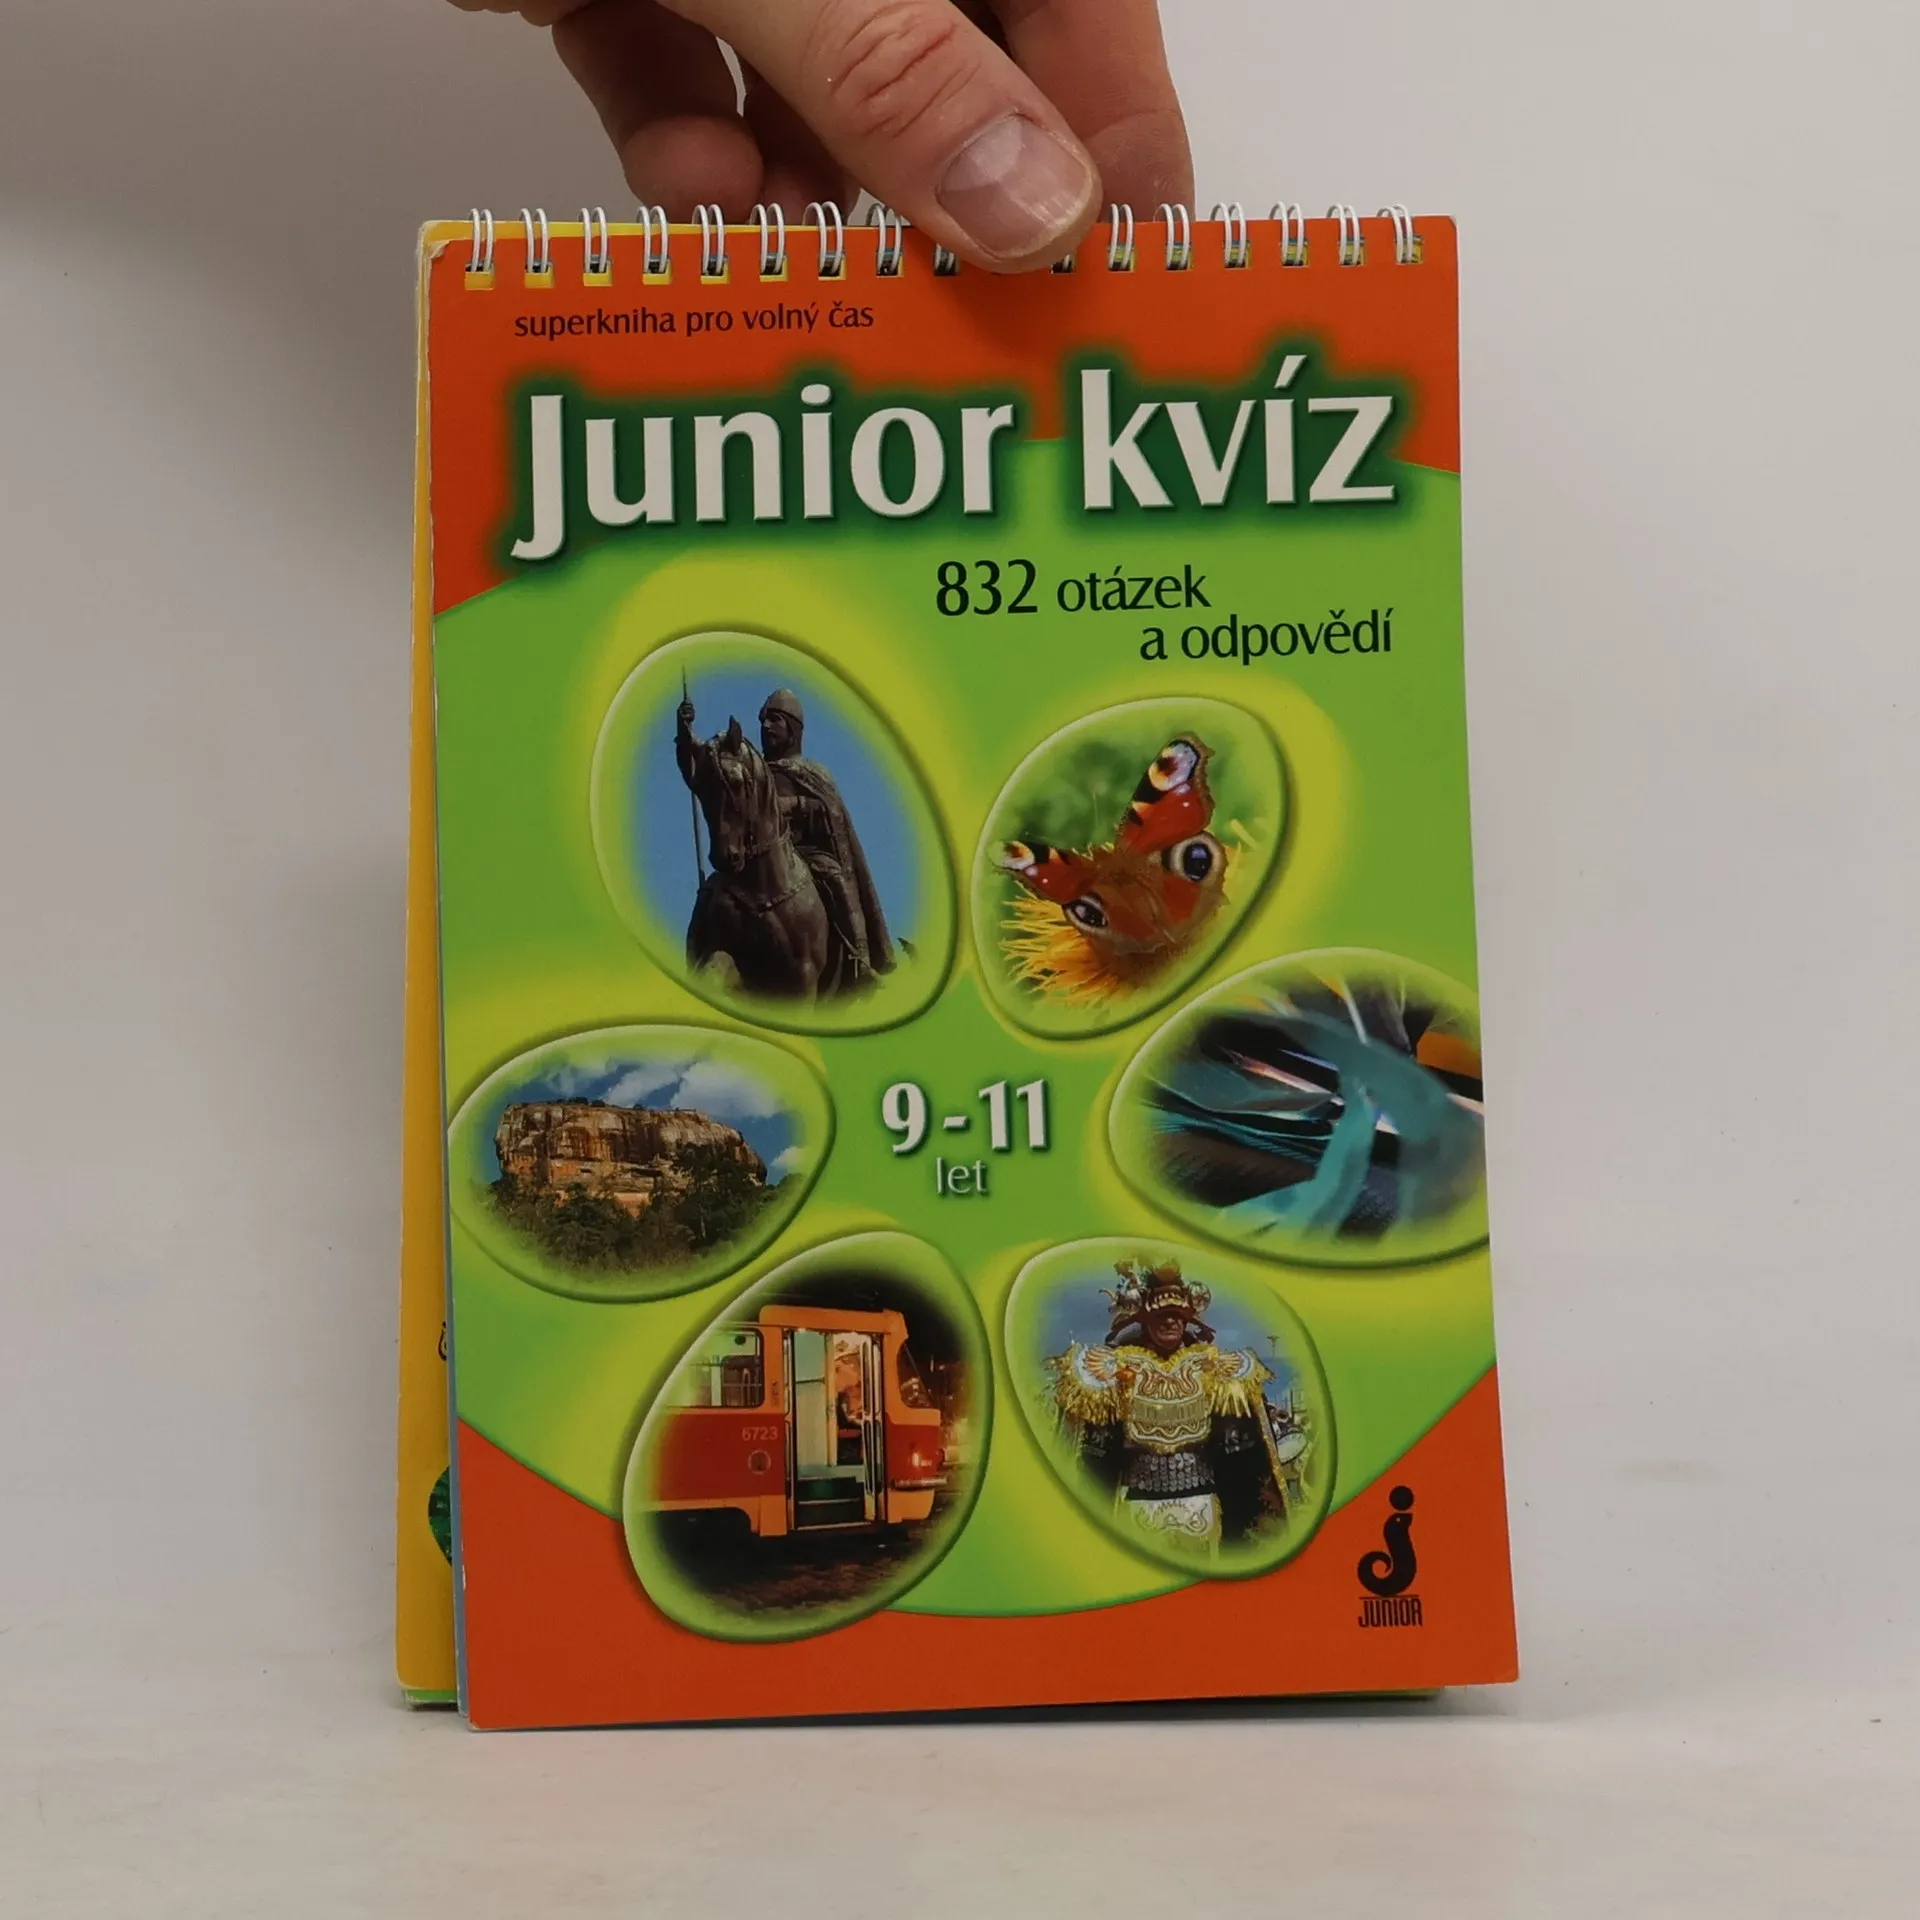 superkniha pro volný čas
Junior kvíz
832 otázek
a odpovědí
9-11
let
6723
JUNIOR